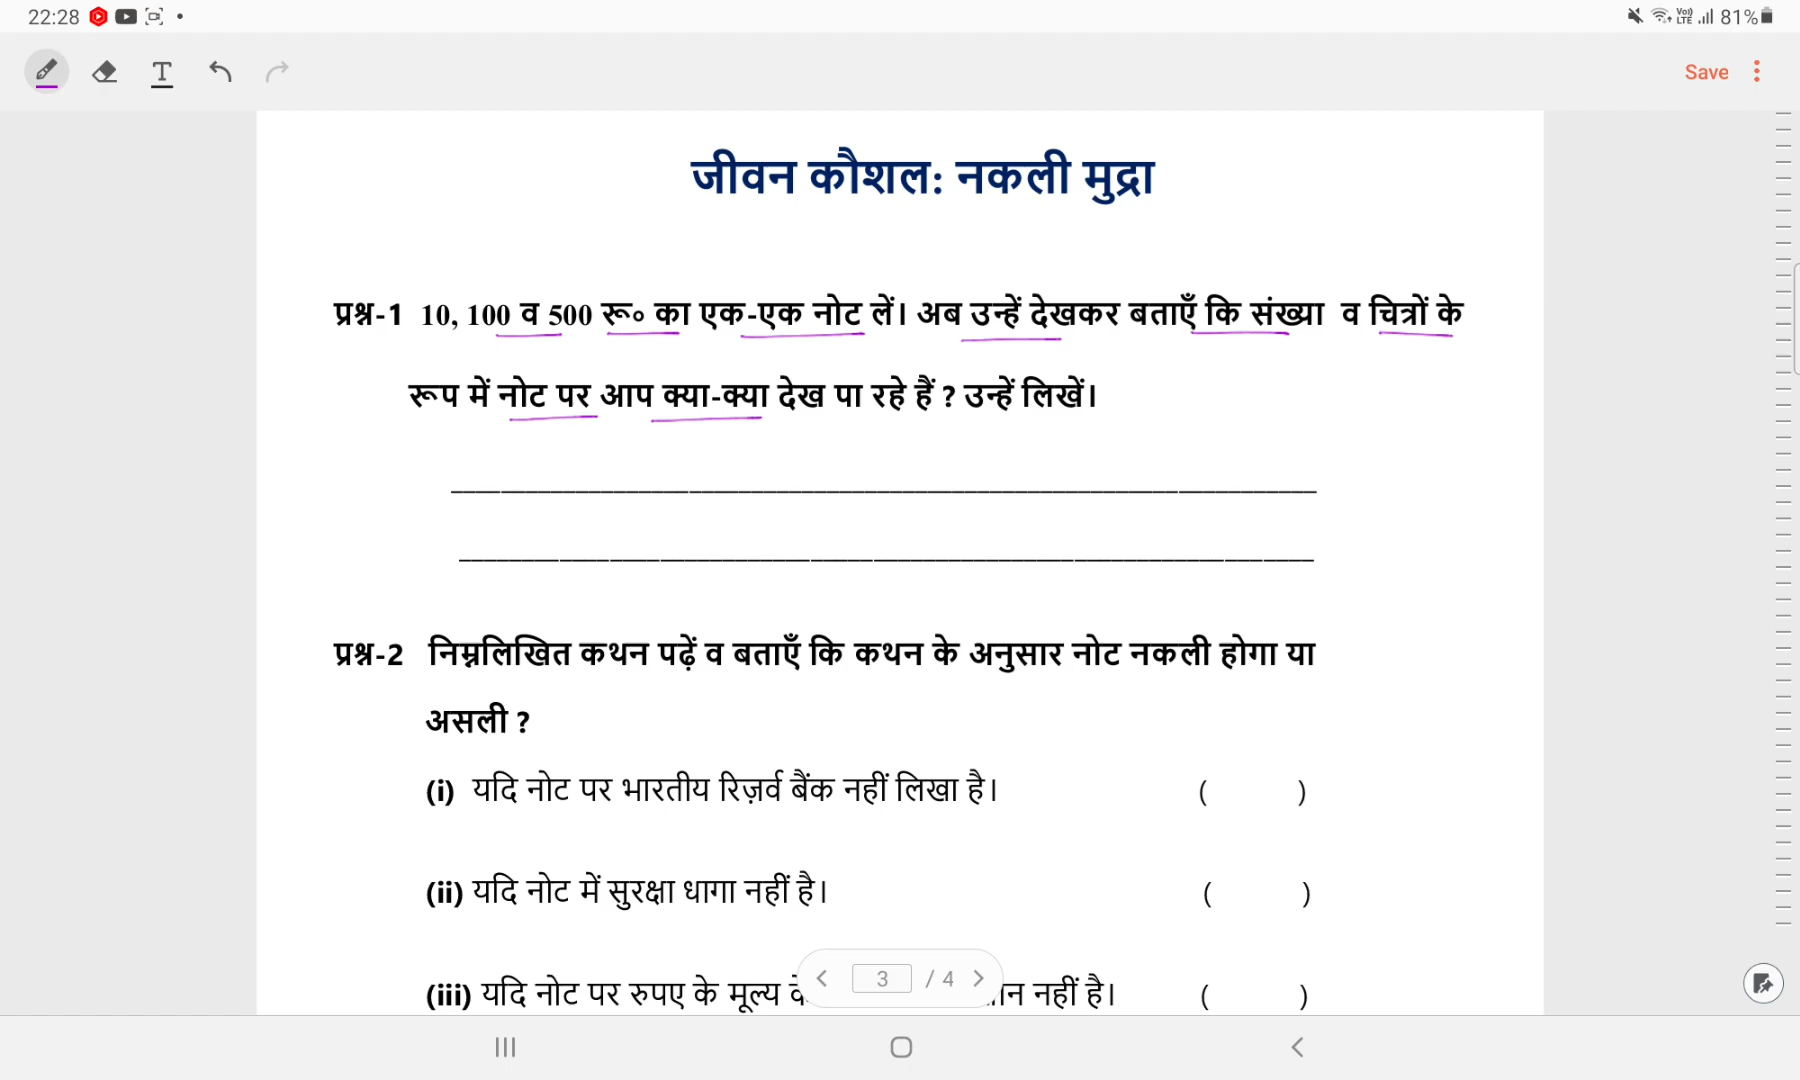 22:28
Vo)) LTE 81%
T Save
जीवन कौशल: नकली मुद्रा
प्रश्न-1 10, 100 व 500 रू० का एक-एक नोट लें। अब उन्हें देखकर बताएँ कि संख्या व चित्रों के
रूप में नोट पर आप क्या-क्या देख पा रहे हैं ? उन्हें लिखें।
प्रश्न-2 निम्नलिखित कथन पढ़ें व बताएँ कि कथन के अनुसार नोट नकली होगा या
असली ?
(i) यदि नोट पर भारतीय रिज़र्व बैंक नहीं लिखा है। ( )
(ii) यदि नोट में सुरक्षा धागा नहीं है। ( )
(iii) यदि नोट पर रुपए के मूल्य नहीं है। ( )
3 / 4